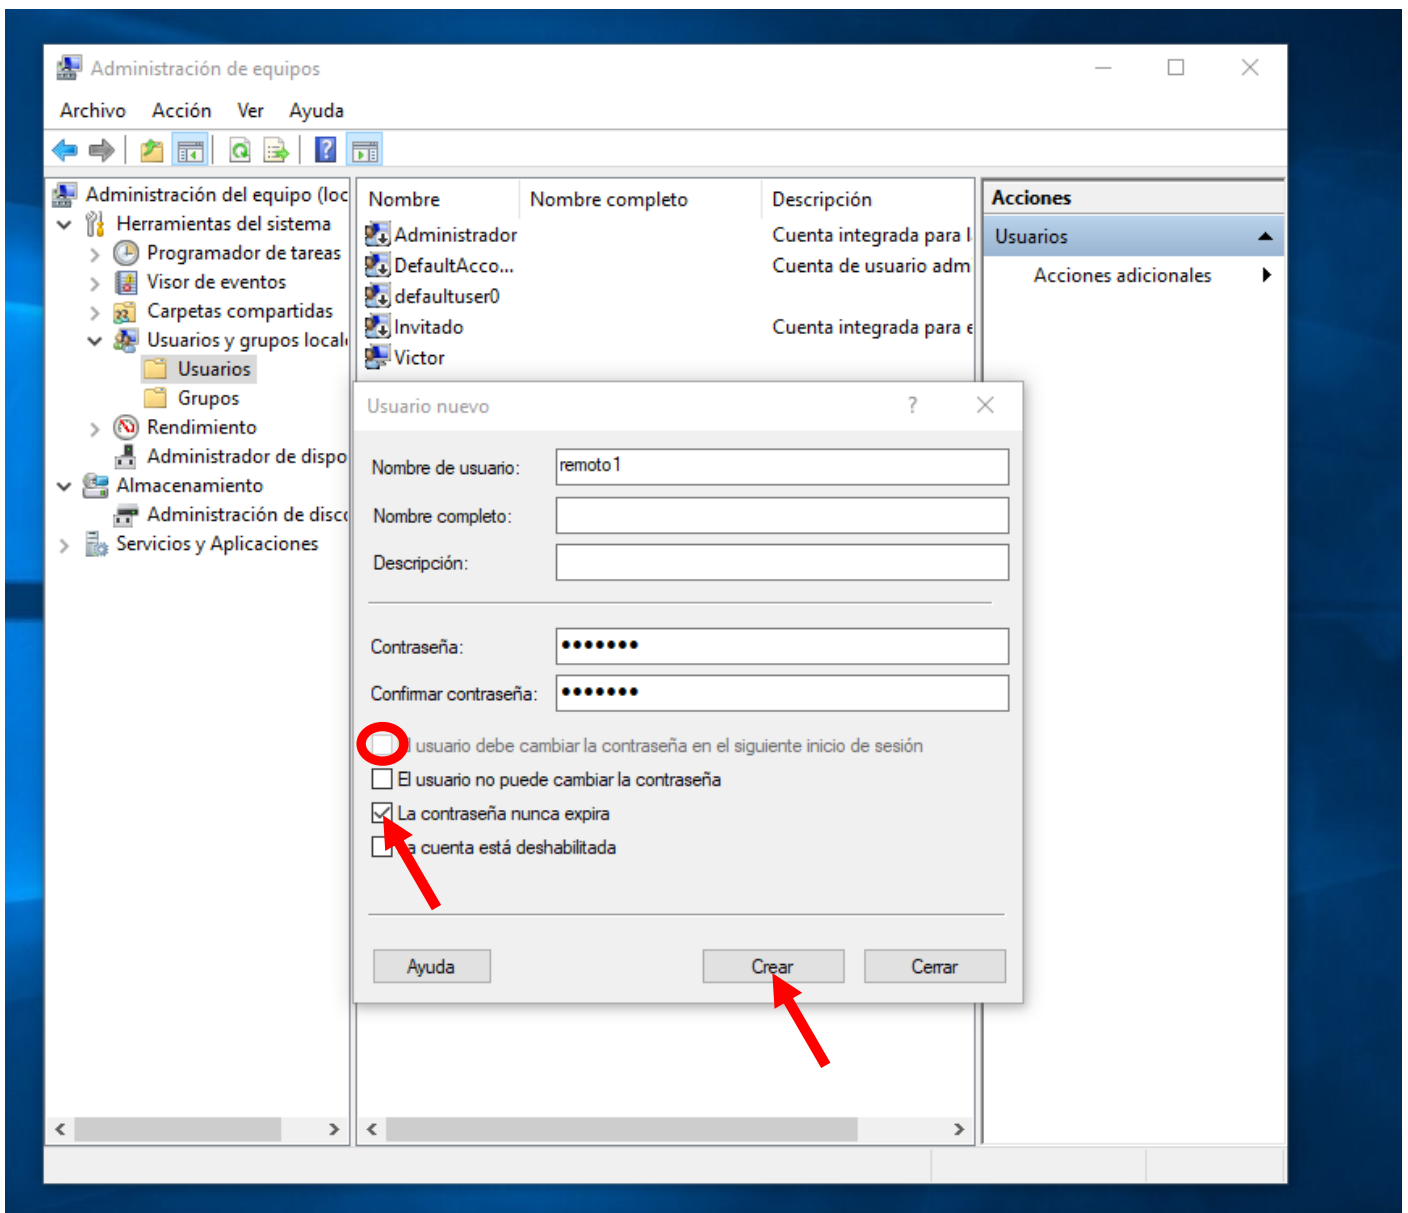 Administración de equipos
Archivo Acción Ver Ayuda
Administración del equipo (loc
Herramientas del sistema
Programador de tareas
Visor de eventos
Carpetas compartidas
Usuarios y grupos local
Usuarios
Grupos
Rendimiento
Administrador de dispo
Almacenamiento
Administración de disc
Servicios y Aplicaciones
Nombre Nombre completo Descripción
Administrador Cuenta integrada para l
DefaultAcco... Cuenta de usuario adm
defaultuser0
Invitado Cuenta integrada para e
Victor
Acciones
Usuarios
Acciones adicionales
Usuario nuevo ?
Nombre de usuario: remoto1
Nombre completo:
Descripción:
Contraseña: •••••••
Confirmar contraseña: •••••••
l usuario debe cambiar la contraseña en el siguiente inicio de sesión
El usuario no puede cambiar la contraseña
La contraseña nunca expira
a cuenta está deshabilitada
Ayuda Crear Cerrar